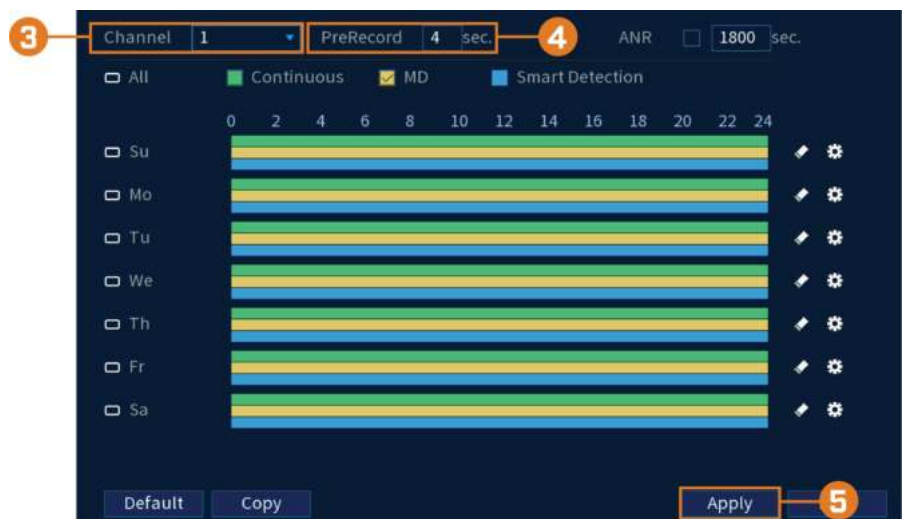 3 Channel 1 PreRecord 4 sec. 4 ANR 1800 sec.
All Continuous MD Smart Detection
0 2 4 6 8 10 12 14 16 18 20 22 24
Su
Mo
Tu
We
Th
Fr
Sa
Default Copy Apply 5